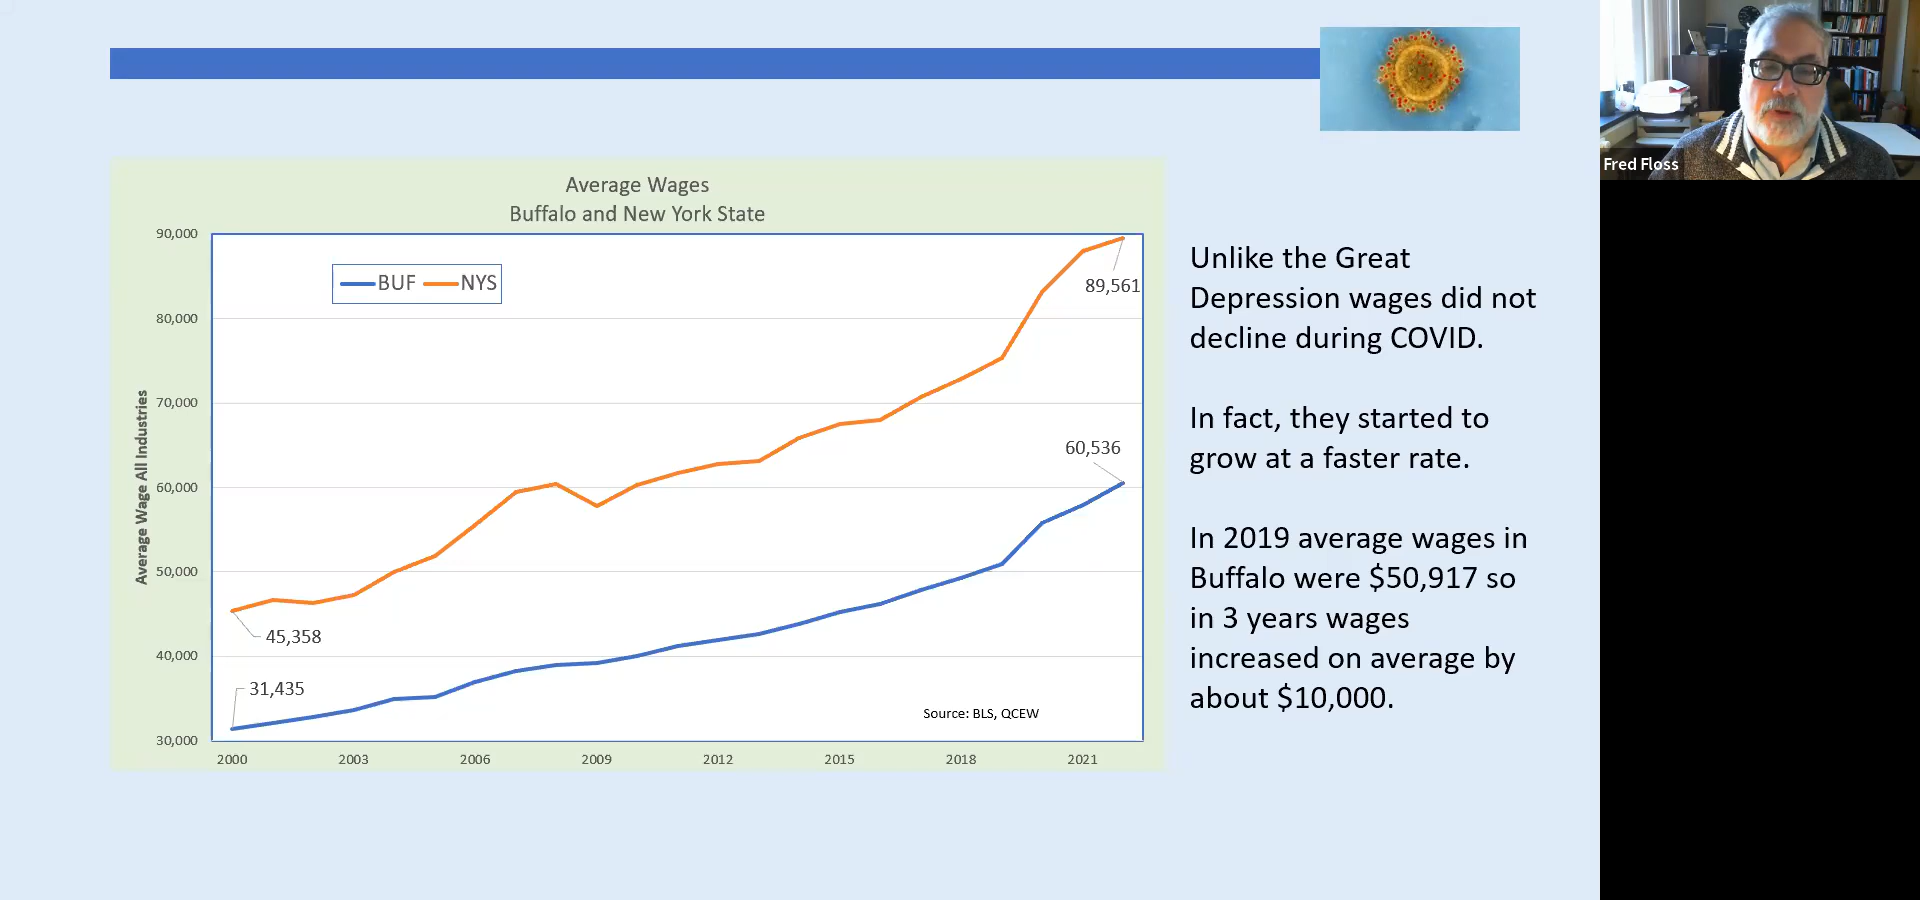 Fred Floss
Average Wages
Buffalo and New York State
Average Wage All Industries
90,000
80,000
70,000
60,000
50,000
40,000
30,000
BUF
NYS
89,561
60,536
45,358
31,435
Source: BLS, QCEW
2000
2003
2006
2009
2012
2015
2018
2021
Unlike the Great
Depression wages did not
decline during COVID.
In fact, they started to
grow at a faster rate.
In 2019 average wages in
Buffalo were $50,917 so
in 3 years wages
increased on average by
about $10,000.